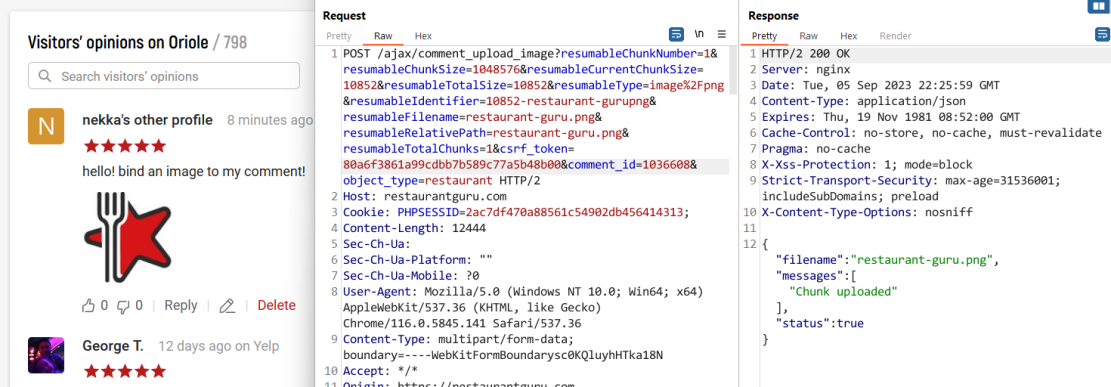 Visitors' opinions on Oriole / 798
Search visitors' opinions
N
nekka's other profile 8 minutes ago
hello! bind an image to my comment!
0 0 Reply Delete
George T. 12 days ago on Yelp
Request
Pretty Raw Hex
\n
1 POST /ajax/comment_upload_image?resumableChunkNumber=1&
resumableChunkSize=1048576&resumableCurrentChunkSize=
10852&resumableTotalSize=10852&resumableType=image%2Fpng
&resumableIdentifier=10852-restaurant-gurupng&
resumableFilename=restaurant-guru.png&
resumableRelativePath=restaurant-guru.png&
resumableTotalChunks=1&csrf_token=
80a6f3861a99cdbb7b589c77a5b48b00&comment_id=1036608&
object_type=restaurant HTTP/2
2 Host: restaurantguru.com
3 Cookie: PHPSESSID=2ac7df470a88561c54902db456414313;
4 Content-Length: 12444
5 Sec-Ch-Ua:
6 Sec-Ch-Ua-Platform: ""
7 Sec-Ch-Ua-Mobile: ?0
8 User-Agent: Mozilla/5.0 (Windows NT 10.0; Win64; x64)
AppleWebKit/537.36 (KHTML, like Gecko)
Chrome/116.0.5845.141 Safari/537.36
9 Content-Type: multipart/form-data;
boundary=----WebKitFormBoundarysc0KQluyhHTka18N
10 Accept: */*
11 Origin: https://restaurantguru.com
Response
Pretty Raw Hex Render
1 HTTP/2 200 OK
2 Server: nginx
3 Date: Tue, 05 Sep 2023 22:25:59 GMT
4 Content-Type: application/json
5 Expires: Thu, 19 Nov 1981 08:52:00 GMT
6 Cache-Control: no-store, no-cache, must-revalidate
7 Pragma: no-cache
8 X-Xss-Protection: 1; mode=block
9 Strict-Transport-Security: max-age=31536001;
includeSubDomains; preload
10 X-Content-Type-Options: nosniff
11
12 {
"filename":"restaurant-guru.png",
"messages":[
"Chunk uploaded"
],
"status":true
}